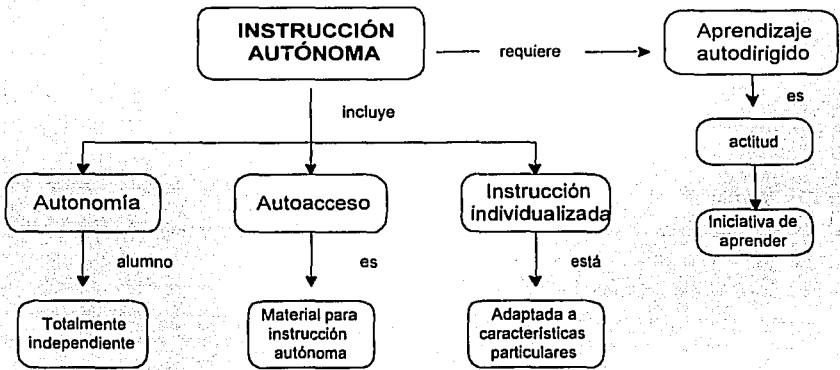 INSTRUCCIÓN
AUTÓNOMA
requiere
Aprendizaje
autodirigido
incluye
es
actitud
Autonomía
Autoacceso
Instrucción
individualizada
Iniciativa de
aprender
alumno
es
está
Totalmente
independiente
Material para
instrucción
autónoma
Adaptada a
características
particulares